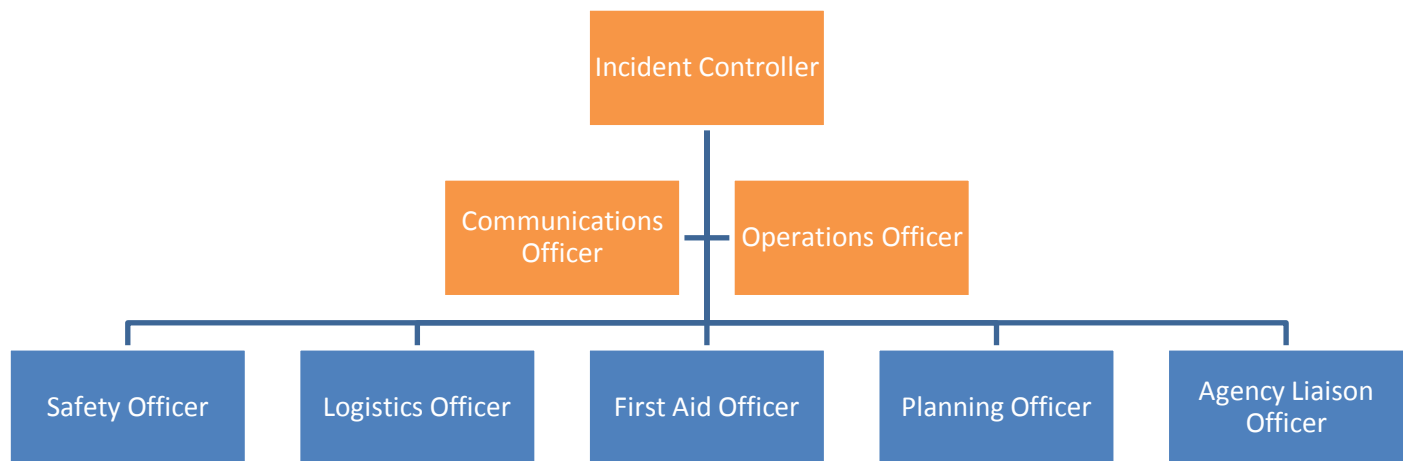 Incident Controller
Communications
Officer
Operations Officer
Safety Officer
Logistics Officer
First Aid Officer
Planning Officer
Agency Liaison
Officer